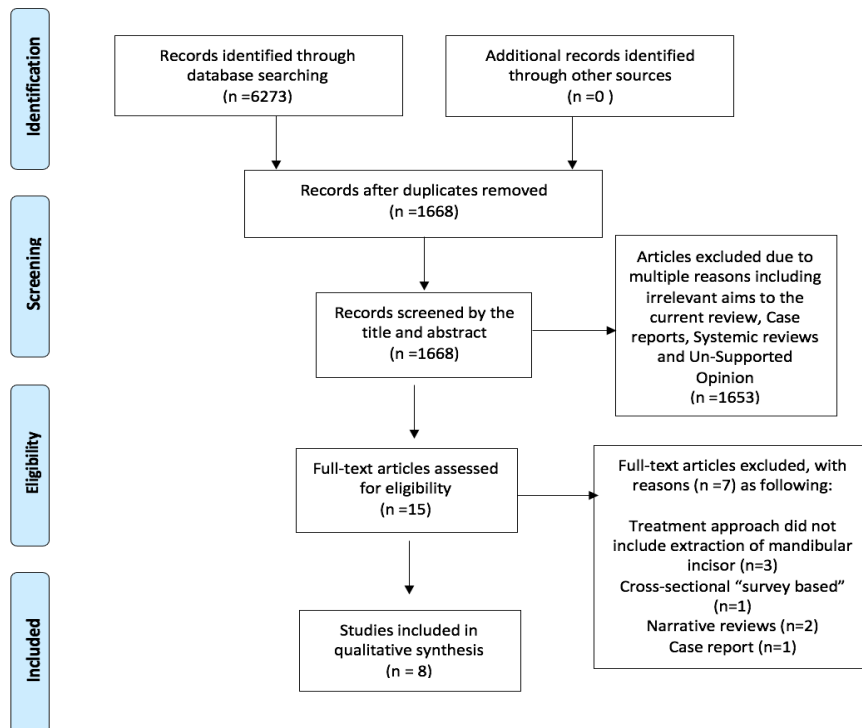 Identification
Records identified through
database searching
(n =6273)
Additional records identified
through other sources
(n =0 )
Records after duplicates removed
(n =1668)
Screening
Records screened by the
title and abstract
(n =1668)
Articles excluded due to
multiple reasons including
irrelevant aims to the
current review, Case
reports, Systemic reviews
and Un-Supported
Opinion
(n =1653)
Eligibility
Full-text articles assessed
for eligibility
(n =15)
Full-text articles excluded, with
reasons (n =7) as following:
Treatment approach did not
include extraction of mandibular
incisor (n=3)
Cross-sectional “survey based”
(n=1)
Narrative reviews (n=2)
Case report (n=1)
Included
Studies included in
qualitative synthesis
(n = 8)